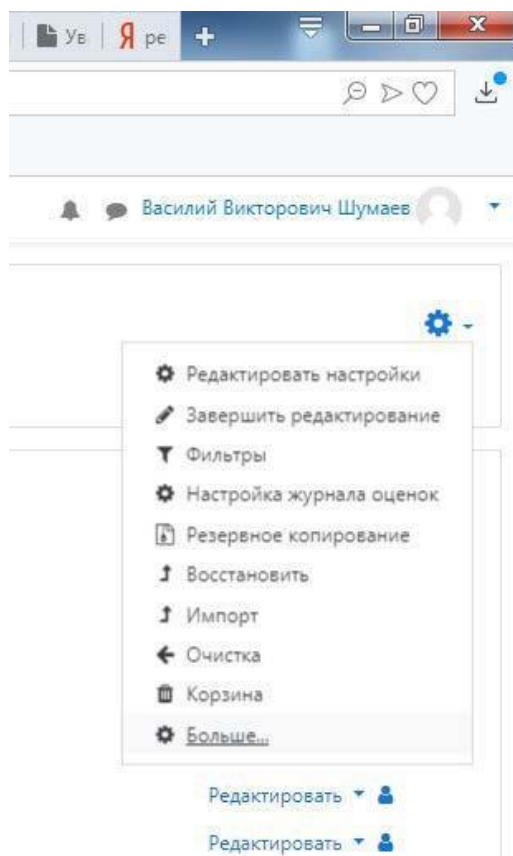 Ув Я ре +
Василий Викторович Шумаев
Редактировать настройки
Завершить редактирование
Фильтры
Настройка журнала оценок
Резервное копирование
Восстановить
Импорт
Очистка
Корзина
Больше...
Редактировать
Редактировать